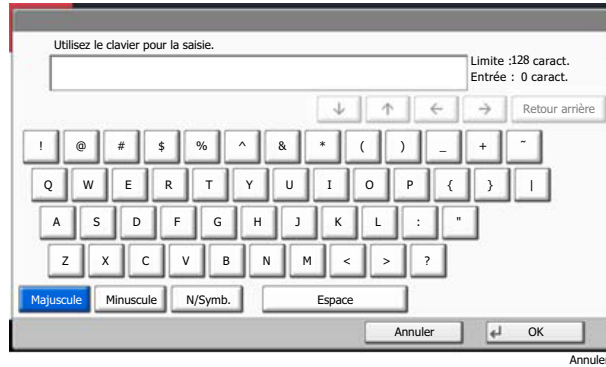 Utilisez le clavier pour la saisie.
Limite :128 caract.
Entrée : 0 caract.
↓ ↑ ← → Retour arrière
! @ # $ % ^ & * ( ) _ + ~
Q W E R T Y U I O P { } |
A S D F G H J K L : "
Z X C V B N M < > ?
Majuscule Minuscule N/Symb. Espace
Annuler ↵ OK
Annuler